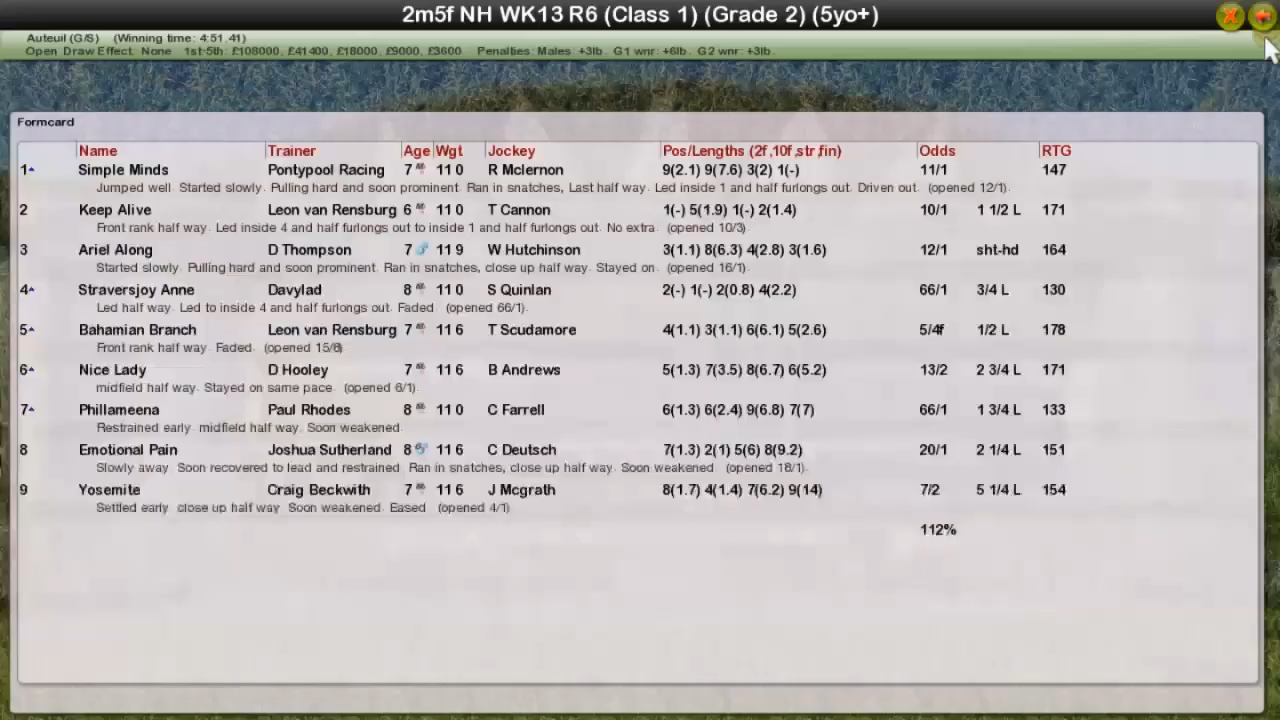 2m5f NH WK13 R6 (Class 1) (Grade 2) (5yo+)
Auteuil (G/S) (Winning time: 4:51.41)
Open Draw Effect: None 1st-5th: £108000, £41400, £18000, £9000, £3600 Penalties: Males +3lb. G1 wnr: +6lb. G2 wnr: +3lb.
Formcard
Name Trainer Age Wgt Jockey Pos/Lengths (2f,10f,str,fin) Odds RTG
1 Simple Minds Pontypool Racing 7 11 0 R Mclernon 9(2.1) 9(7.6) 3(2) 1(-) 11/1 147
Jumped well. Started slowly. Pulling hard and soon prominent. Ran in snatches, Last half way. Led inside 1 and half furlongs out. Driven out. (opened 12/1).
2 Keep Alive Leon van Rensburg 6 11 0 T Cannon 1(-) 5(1.9) 1(-) 2(1.4) 10/1 1 1/2 L 171
Front rank half way. Led inside 4 and half furlongs out to inside 1 and half furlongs out. No extra. (opened 10/3).
3 Ariel Along D Thompson 7 11 9 W Hutchinson 3(1.1) 8(6.3) 4(2.8) 3(1.6) 12/1 sht-hd 164
Started slowly. Pulling hard and soon prominent. Ran in snatches, close up half way. Stayed on. (opened 16/1).
4 Straversjoy Anne Davylad 8 11 0 S Quinlan 2(-) 1(-) 2(0.8) 4(2.2) 66/1 3/4 L 130
Led half way. Led to inside 4 and half furlongs out. Faded. (opened 66/1).
5 Bahamian Branch Leon van Rensburg 7 11 6 T Scudamore 4(1.1) 3(1.1) 6(6.1) 5(2.6) 5/4f 1/2 L 178
Front rank half way. Faded. (opened 15/8).
6 Nice Lady D Hooley 7 11 6 B Andrews 5(1.3) 7(3.5) 8(6.7) 6(5.2) 13/2 2 3/4 L 171
midfield half way. Stayed on same pace. (opened 6/1).
7 Phillameena Paul Rhodes 8 11 0 C Farrell 6(1.3) 6(2.4) 9(6.8) 7(7) 66/1 1 3/4 L 133
Restrained early. midfield half way. Soon weakened.
8 Emotional Pain Joshua Sutherland 8 11 6 C Deutsch 7(1.3) 2(1) 5(6) 8(9.2) 20/1 2 1/4 L 151
Slowly away. Soon recovered to lead and restrained. Ran in snatches, close up half way. Soon weakened. (opened 18/1).
9 Yosemite Craig Beckwith 7 11 6 J Mcgrath 8(1.7) 4(1.4) 7(6.2) 9(14) 7/2 5 1/4 L 154
Settled early. close up half way. Soon weakened. Eased. (opened 4/1).
112%